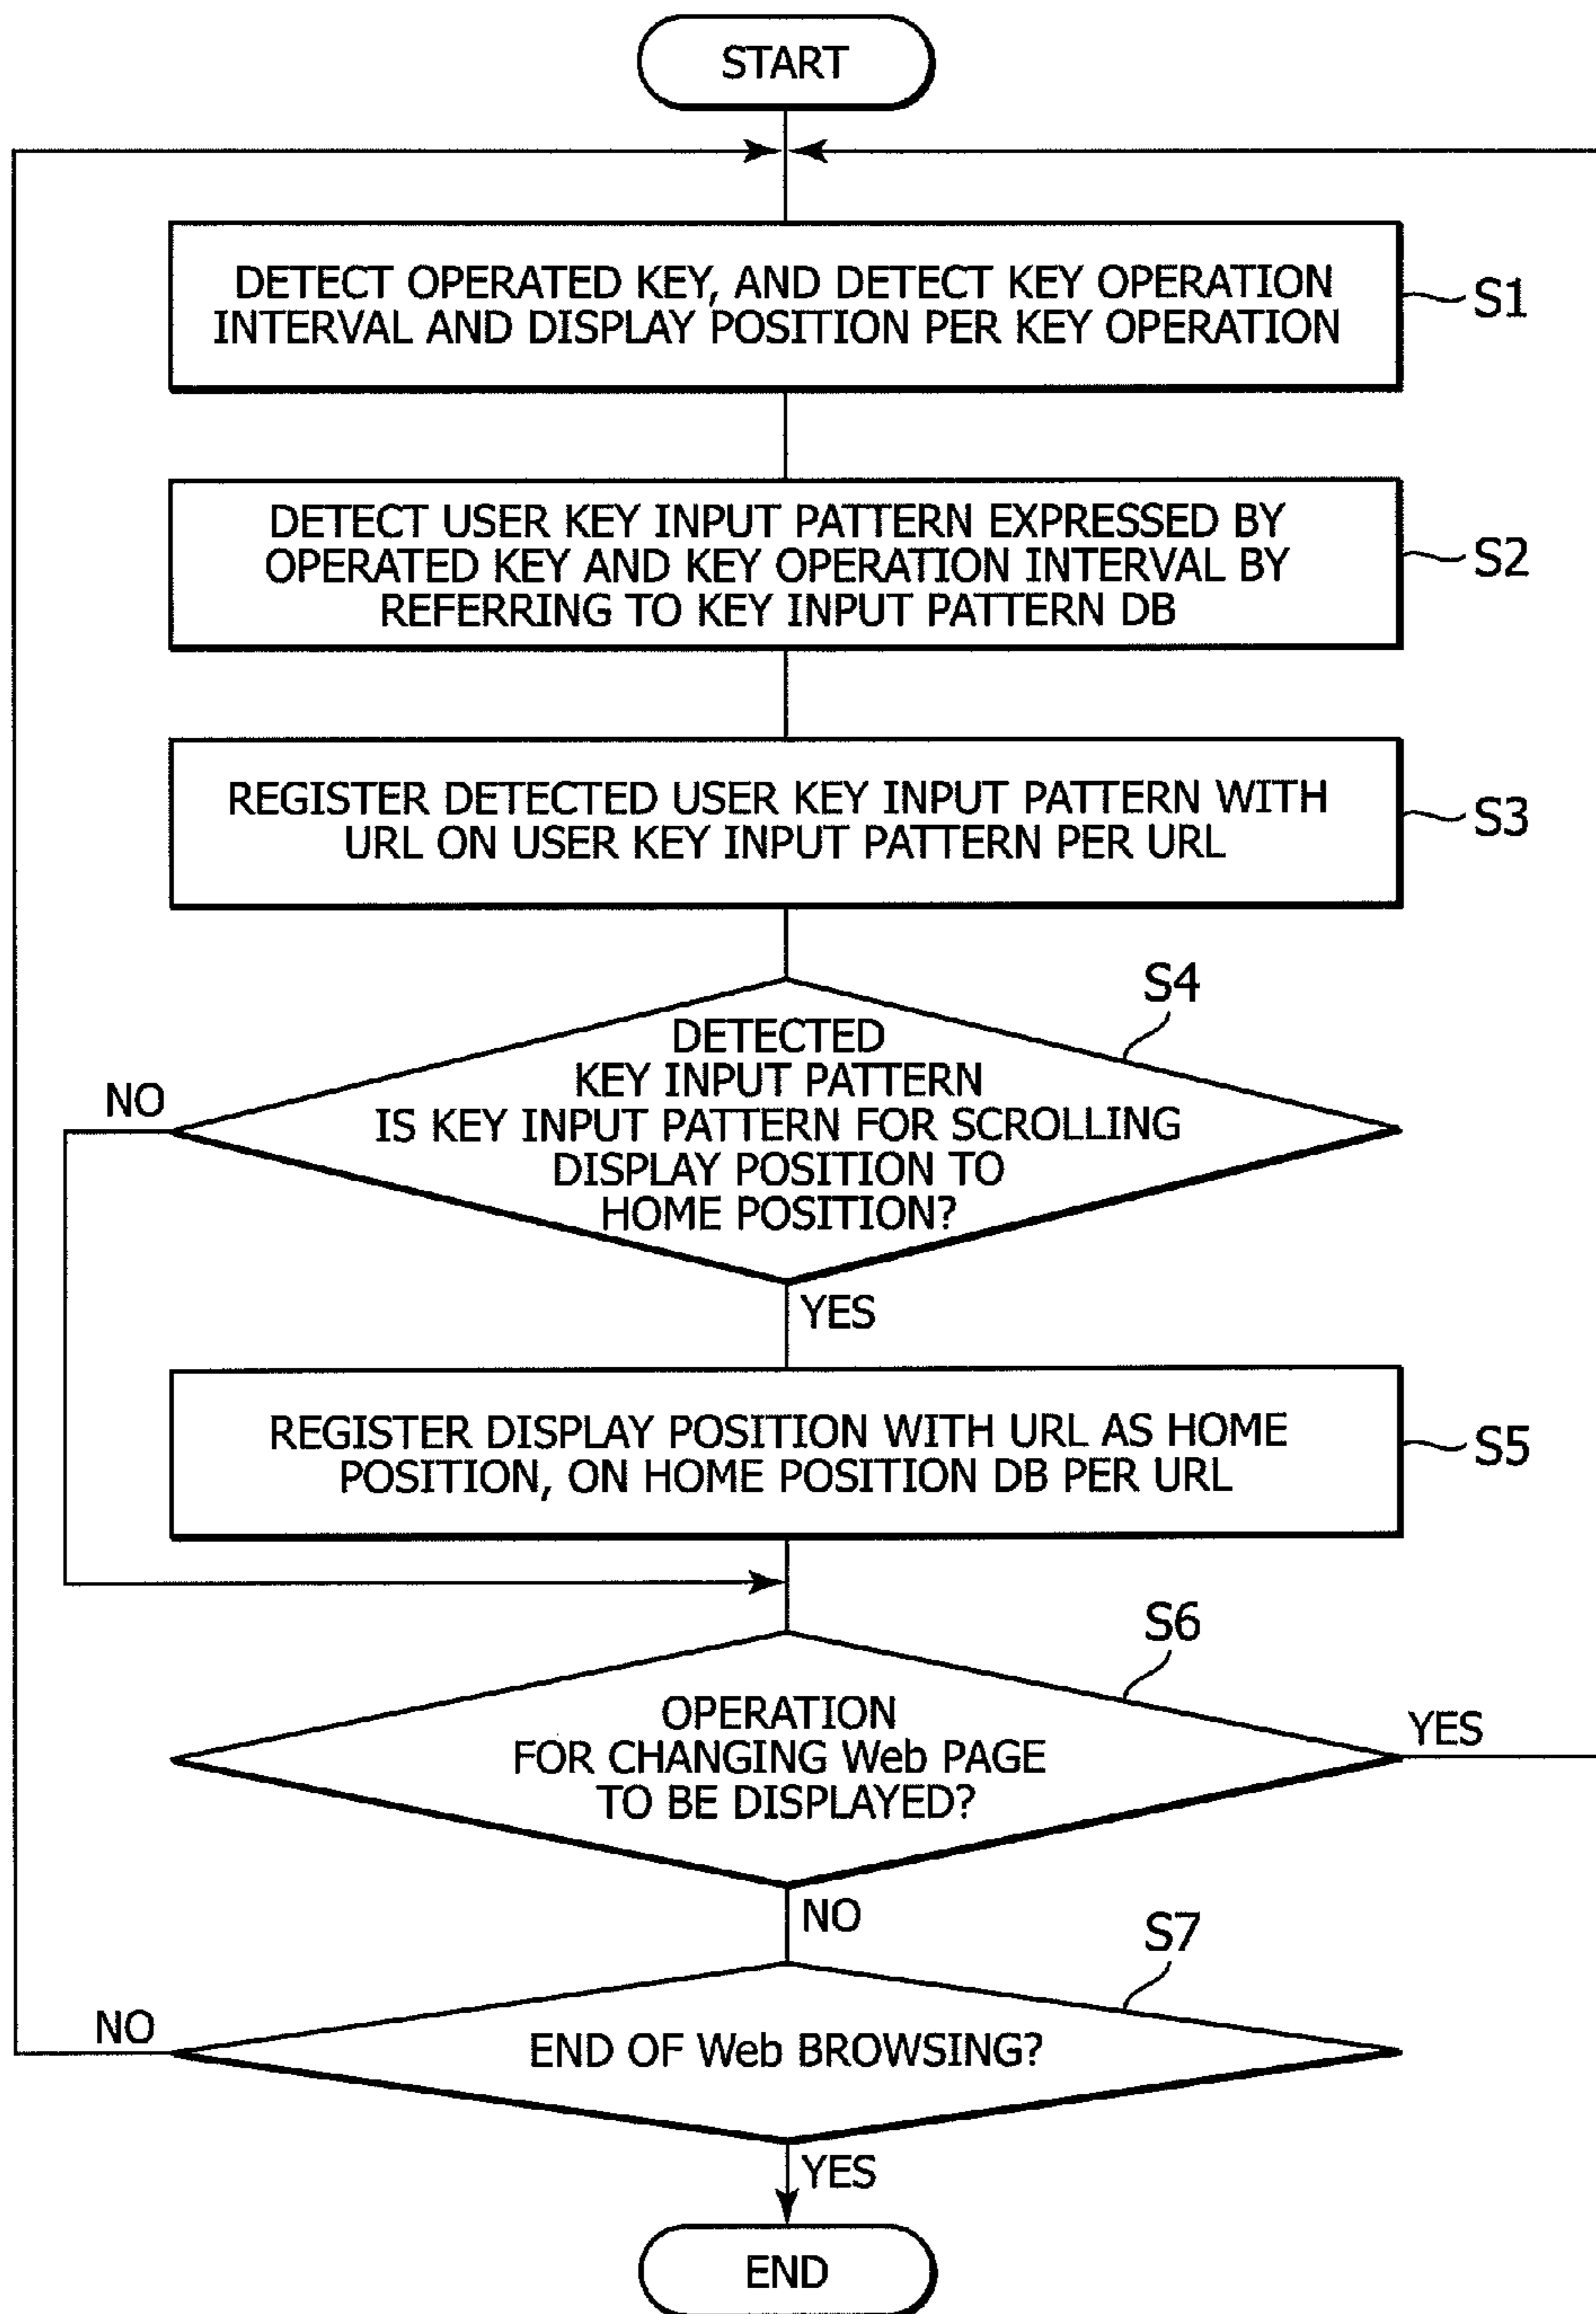 START
DETECT OPERATED KEY, AND DETECT KEY OPERATION
INTERVAL AND DISPLAY POSITION PER KEY OPERATION
S1
DETECT USER KEY INPUT PATTERN EXPRESSED BY
OPERATED KEY AND KEY OPERATION INTERVAL BY
REFERRING TO KEY INPUT PATTERN DB
S2
REGISTER DETECTED USER KEY INPUT PATTERN WITH
URL ON USER KEY INPUT PATTERN PER URL
S3
S4
DETECTED
KEY INPUT PATTERN
IS KEY INPUT PATTERN FOR SCROLLING
DISPLAY POSITION TO
HOME POSITION?
NO
YES
REGISTER DISPLAY POSITION WITH URL AS HOME
POSITION, ON HOME POSITION DB PER URL
S5
S6
OPERATION
FOR CHANGING Web PAGE
TO BE DISPLAYED?
YES
NO
S7
NO
END OF Web BROWSING?
YES
END